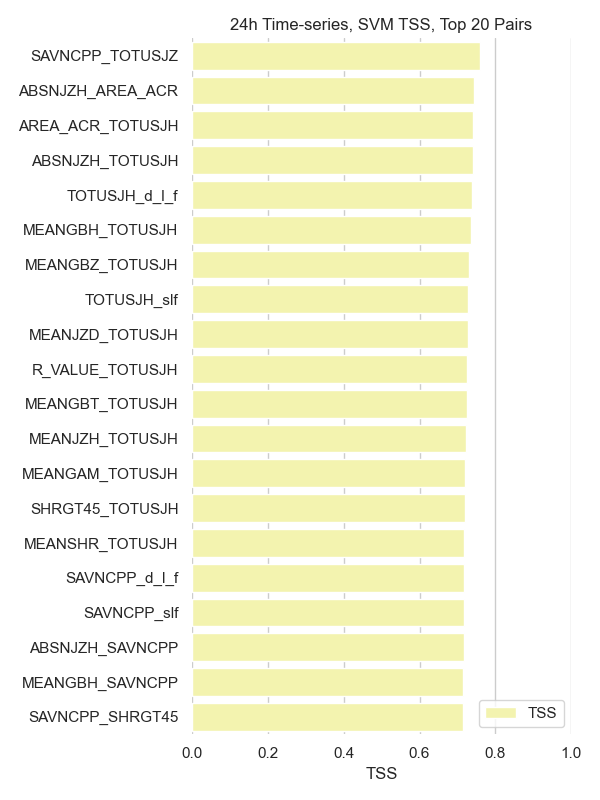 24h Time-series, SVM TSS, Top 20 Pairs
SAVNCPP_TOTUSJZ
ABSNJZH_AREA_ACR
AREA_ACR_TOTUSJH
ABSNJZH_TOTUSJH
TOTUSJH_d_l_f
MEANGBH_TOTUSJH
MEANGBZ_TOTUSJH
TOTUSJH_slf
MEANJZD_TOTUSJH
R_VALUE_TOTUSJH
MEANGBT_TOTUSJH
MEANJZH_TOTUSJH
MEANGAM_TOTUSJH
SHRGT45_TOTUSJH
MEANSHR_TOTUSJH
SAVNCPP_d_l_f
SAVNCPP_slf
ABSNJZH_SAVNCPP
MEANGBH_SAVNCPP
SAVNCPP_SHRGT45
TSS
0.0 0.2 0.4 0.6 0.8 1.0
TSS